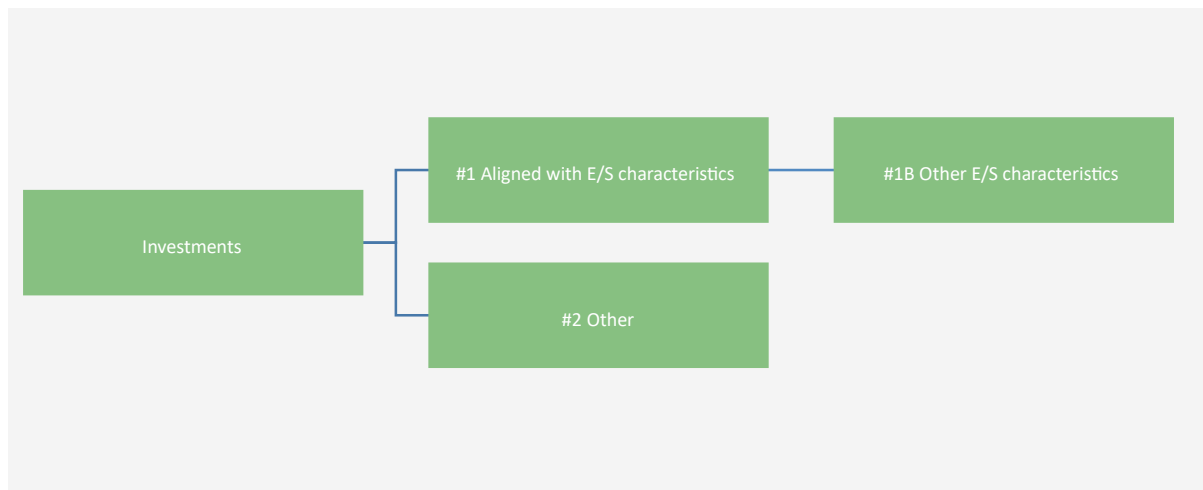 Investments
#1 Aligned with E/S characteristics
#1B Other E/S characteristics
#2 Other